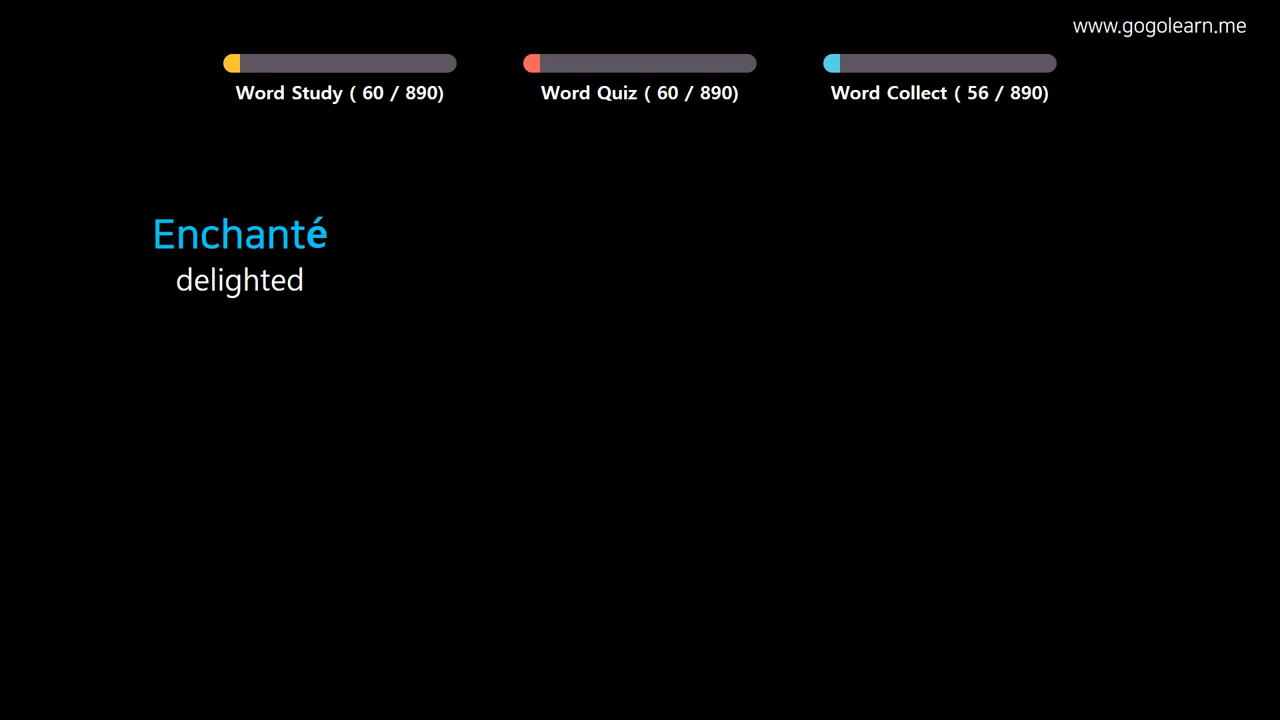 www.gogolearn.me
Word Study ( 60 / 890)
Word Quiz ( 60 / 890)
Word Collect ( 56 / 890)
Enchanté
delighted